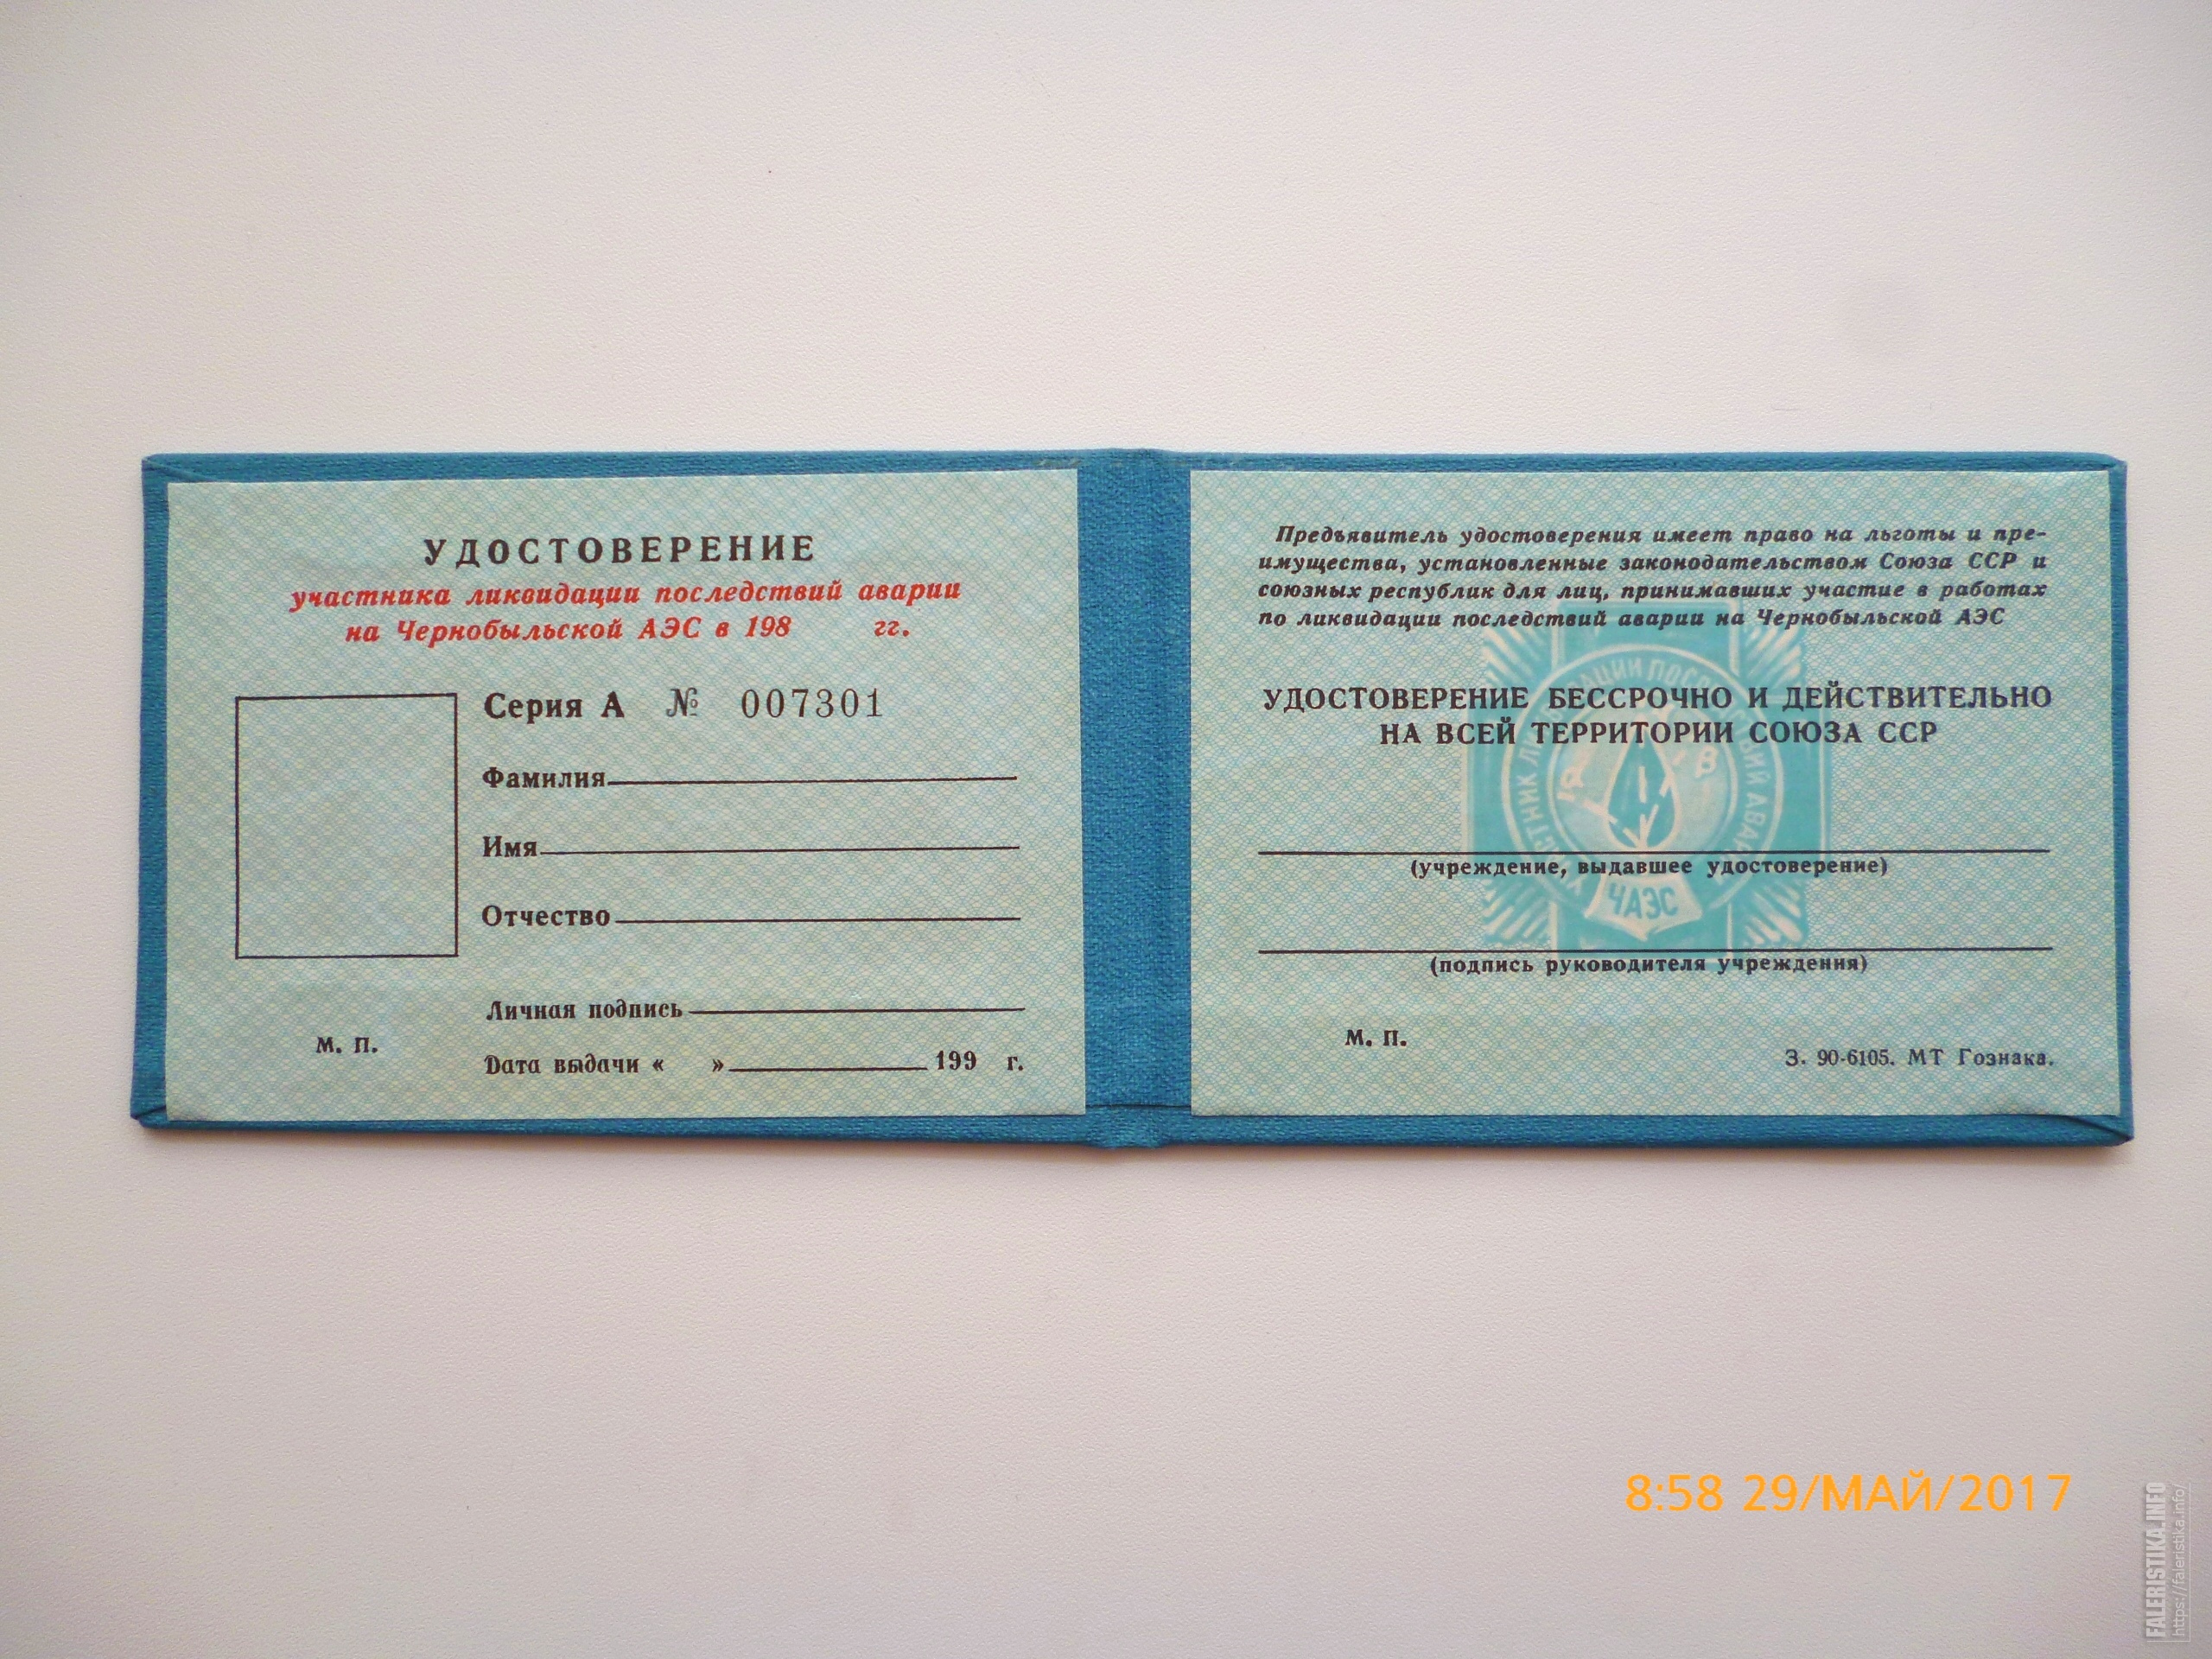 УДОСТОВЕРЕНИЕ
участника ликвидации последствий аварии
на Чернобыльской АЭС в 198 гг.
Серия А № 007301
Фамилия
Имя
Отчество
Личная подпись
М. П.
Дата выдачи « » 199 г.
Предъявитель удостоверения имеет право на льготы и пре-
имущества, установленные законодательством Союза ССР и
союзных республик для лиц, принимавших участие в работах
по ликвидации последствий аварии на Чернобыльской АЭС
УДОСТОВЕРЕНИЕ БЕССРОЧНО И ДЕЙСТВИТЕЛЬНО
НА ВСЕЙ ТЕРРИТОРИИ СОЮЗА ССР
(учреждение, выдавшее удостоверение)
ЧАЭС
(подпись руководителя учреждения)
М. П.
З. 90-6105. МТ Гознака.
8:58 29/МАЙ/2017
FALERISTIKA.INFO
https://faleristika.info/